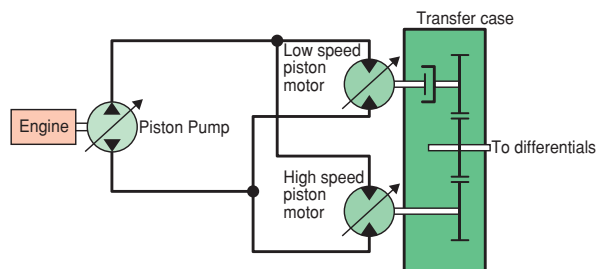 Transfer case
Low speed
piston
motor
Engine
Piston Pump
To differentials
High speed
piston
motor